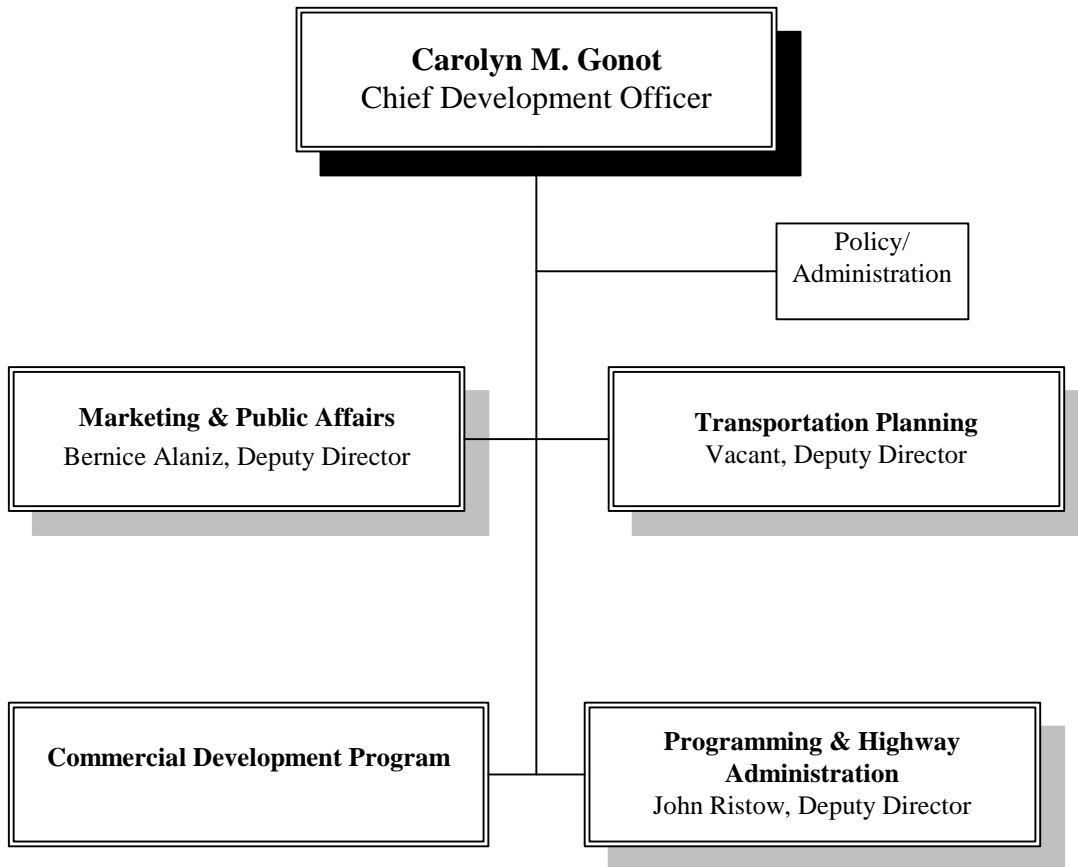 Carolyn M. Gonot
Chief Development Officer
Policy/
Administration
Marketing & Public Affairs
Bernice Alaniz, Deputy Director
Transportation Planning
Vacant, Deputy Director
Commercial Development Program
Programming & Highway
Administration
John Ristow, Deputy Director